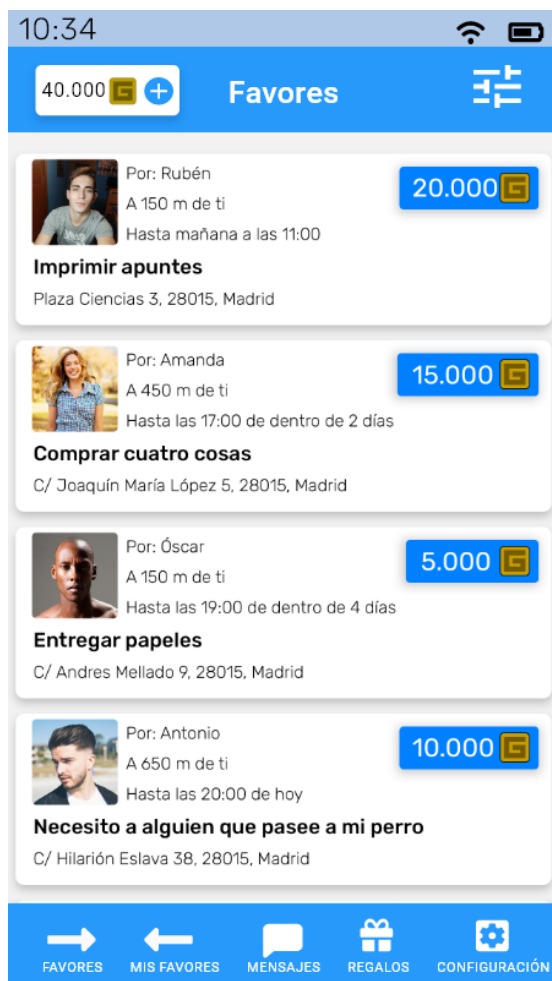 10:34
40.000 G
Favores
Por: Rubén
20.000 G
A 150 m de ti
Hasta mañana a las 11:00
Imprimir apuntes
Plaza Ciencias 3, 28015, Madrid
Por: Amanda
15.000 G
A 450 m de ti
Hasta las 17:00 de dentro de 2 días
Comprar cuatro cosas
C/ Joaquín María López 5, 28015, Madrid
Por: Óscar
5.000 G
A 150 m de ti
Hasta las 19:00 de dentro de 4 días
Entregar papeles
C/ Andres Mellado 9, 28015, Madrid
Por: Antonio
10.000 G
A 650 m de ti
Hasta las 20:00 de hoy
Necesito a alguien que pasee a mi perro
C/ Hilarión Eslava 38, 28015, Madrid
FAVORES
MIS FAVORES
MENSAJES
REGALOS
CONFIGURACIÓN